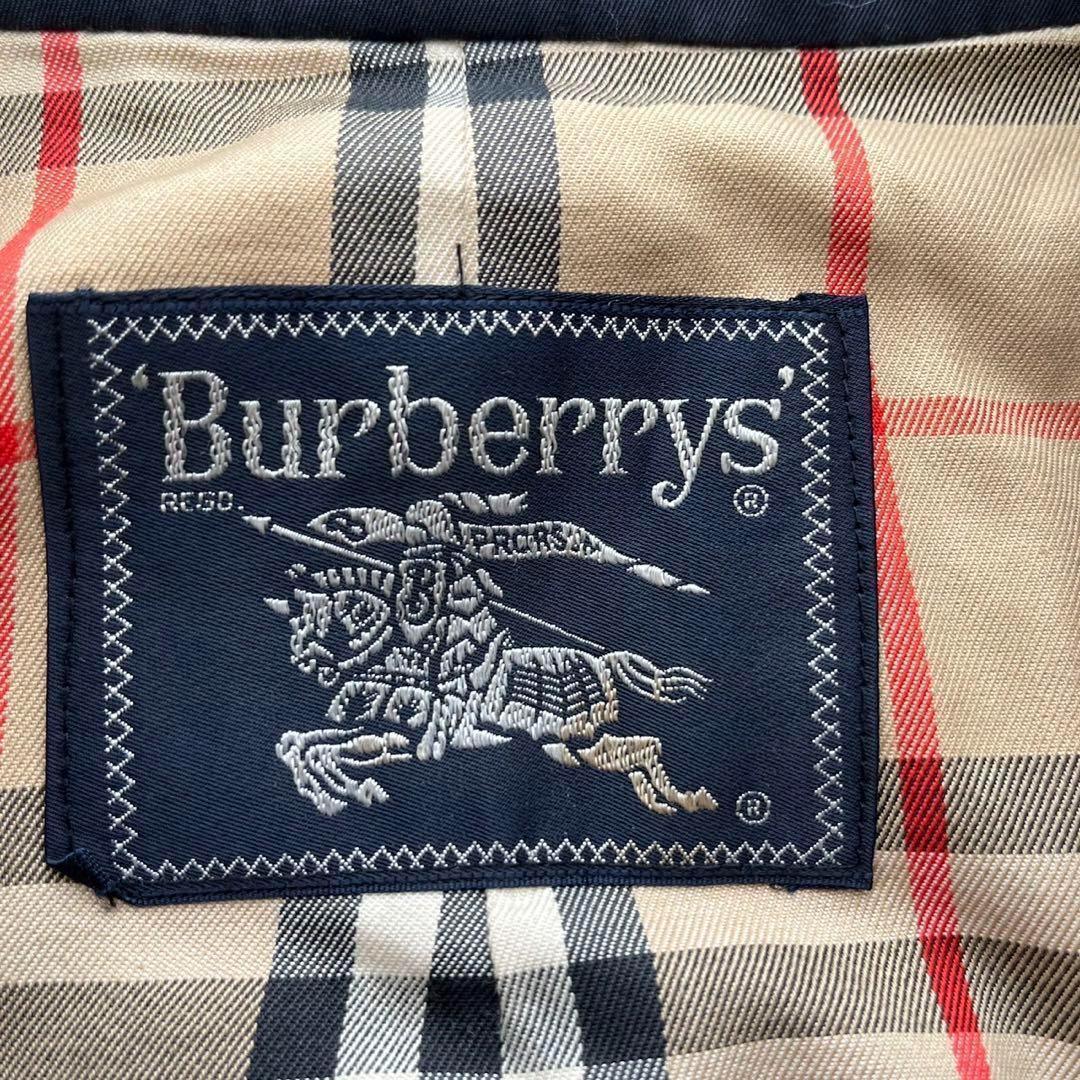 'Burberrys'
REGD. ®
PRORSUM
®